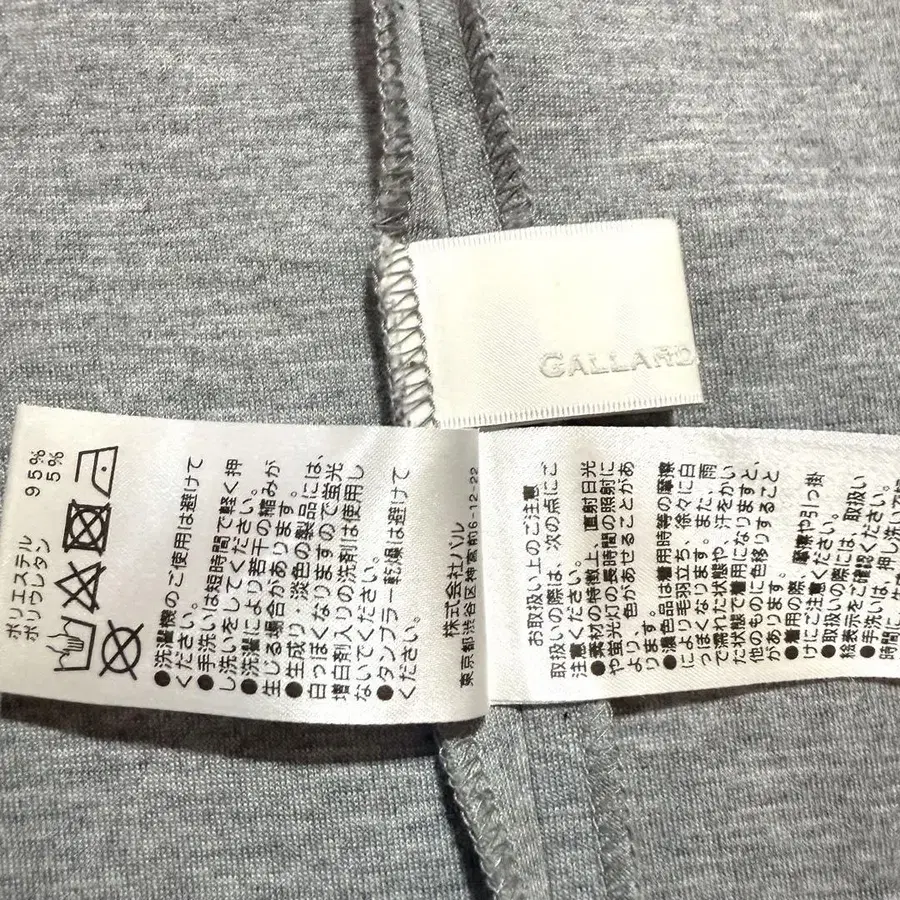 GALLARD
ポリエステル 95%
ポリウレタン 5%
●洗濯機のご使用は避けて
ください。
●手洗いは短時間で軽く押
し洗いをしてください。
●洗濯により若干の縮みが
生じる場合があります。
●生成り・淡色の製品には、
白っぽくなりますので蛍光
増白剤入りの洗剤は使用し
ないでください。
●タンブラー乾燥は避けて
ください。
株式会社パル
東京都渋谷区神宮前6-12-22
お取扱い上のご注意
取扱いの際は、次の点にご
注意ください。
●素材の特徴上、直射日光
や蛍光灯の長時間の照射に
より、色があせることがあ
ります。
●濃色品は着用時等の摩擦
により毛羽立ち、徐々に白
っぽくなります。また、雨
で濡れた状態や、汗をかい
た状態で着用になりますと、
他のものに色移りすること
があります。
●着用の際、摩擦や引っ掛
けにご注意ください。
●取扱いの際には、取扱い
絵表示をご確認ください。
●手洗いは、押し洗いで
時間に